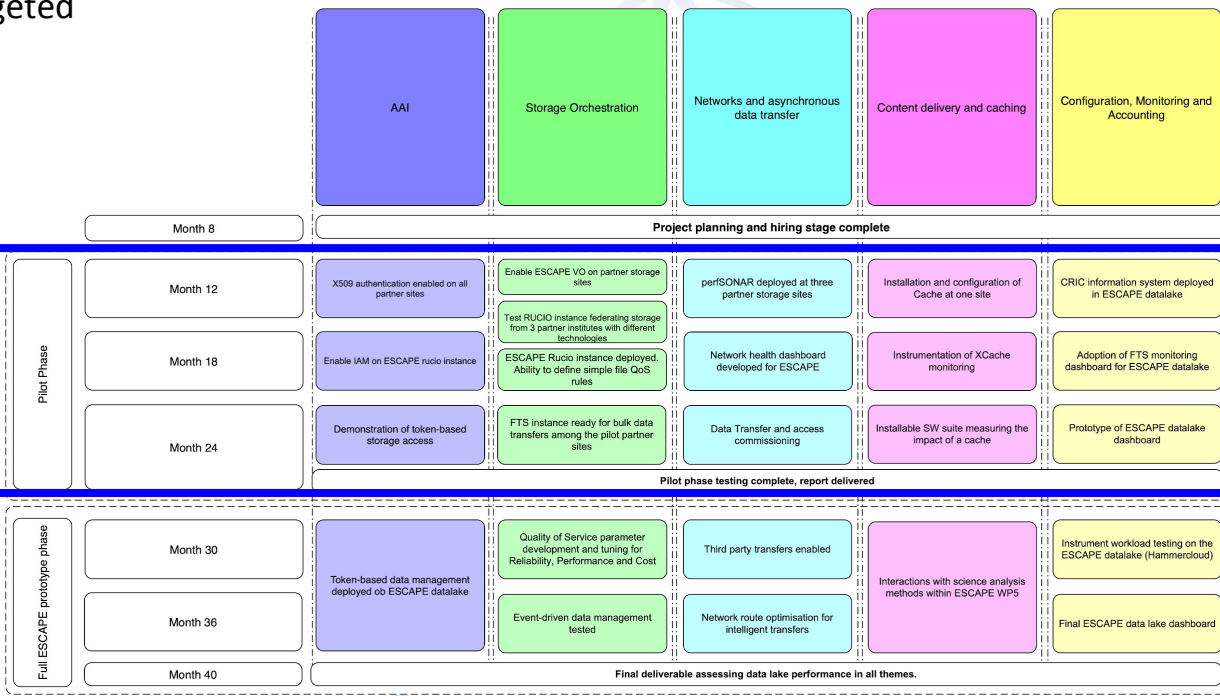 geted
AAI
Storage Orchestration
Networks and asynchronous
data transfer
Content delivery and caching
Configuration, Monitoring and
Accounting
Month 8
Project planning and hiring stage complete
Pilot Phase
Month 12
X509 authentication enabled on all
partner sites
Enable ESCAPE VO on partner storage
sites
Test RUCIO instance federating storage
from 3 partner institutes with different
technologies
perfSONAR deployed at three
partner storage sites
Installation and configuration of
Cache at one site
CRIC information system deployed
in ESCAPE datalake
Month 18
Enable IAM on ESCAPE rucio instance
ESCAPE Rucio instance deployed.
Ability to define simple file QoS
rules
Network health dashboard
developed for ESCAPE
Instrumentation of XCache
monitoring
Adoption of FTS monitoring
dashboard for ESCAPE datalake
Month 24
Demonstration of token-based
storage access
FTS instance ready for bulk data
transfers among the pilot partner
sites
Data Transfer and access
commissioning
Installable SW suite measuring the
impact of a cache
Prototype of ESCAPE datalake
dashboard
Pilot phase testing complete, report delivered
Full ESCAPE prototype phase
Month 30
Token-based data management
deployed ob ESCAPE datalake
Quality of Service parameter
development and tuning for
Reliability, Performance and Cost
Third party transfers enabled
Interactions with science analysis
methods within ESCAPE WP5
Instrument workload testing on the
ESCAPE datalake (Hammercloud)
Month 36
Event-driven data management
tested
Network route optimisation for
intelligent transfers
Final ESCAPE data lake dashboard
Month 40
Final deliverable assessing data lake performance in all themes.